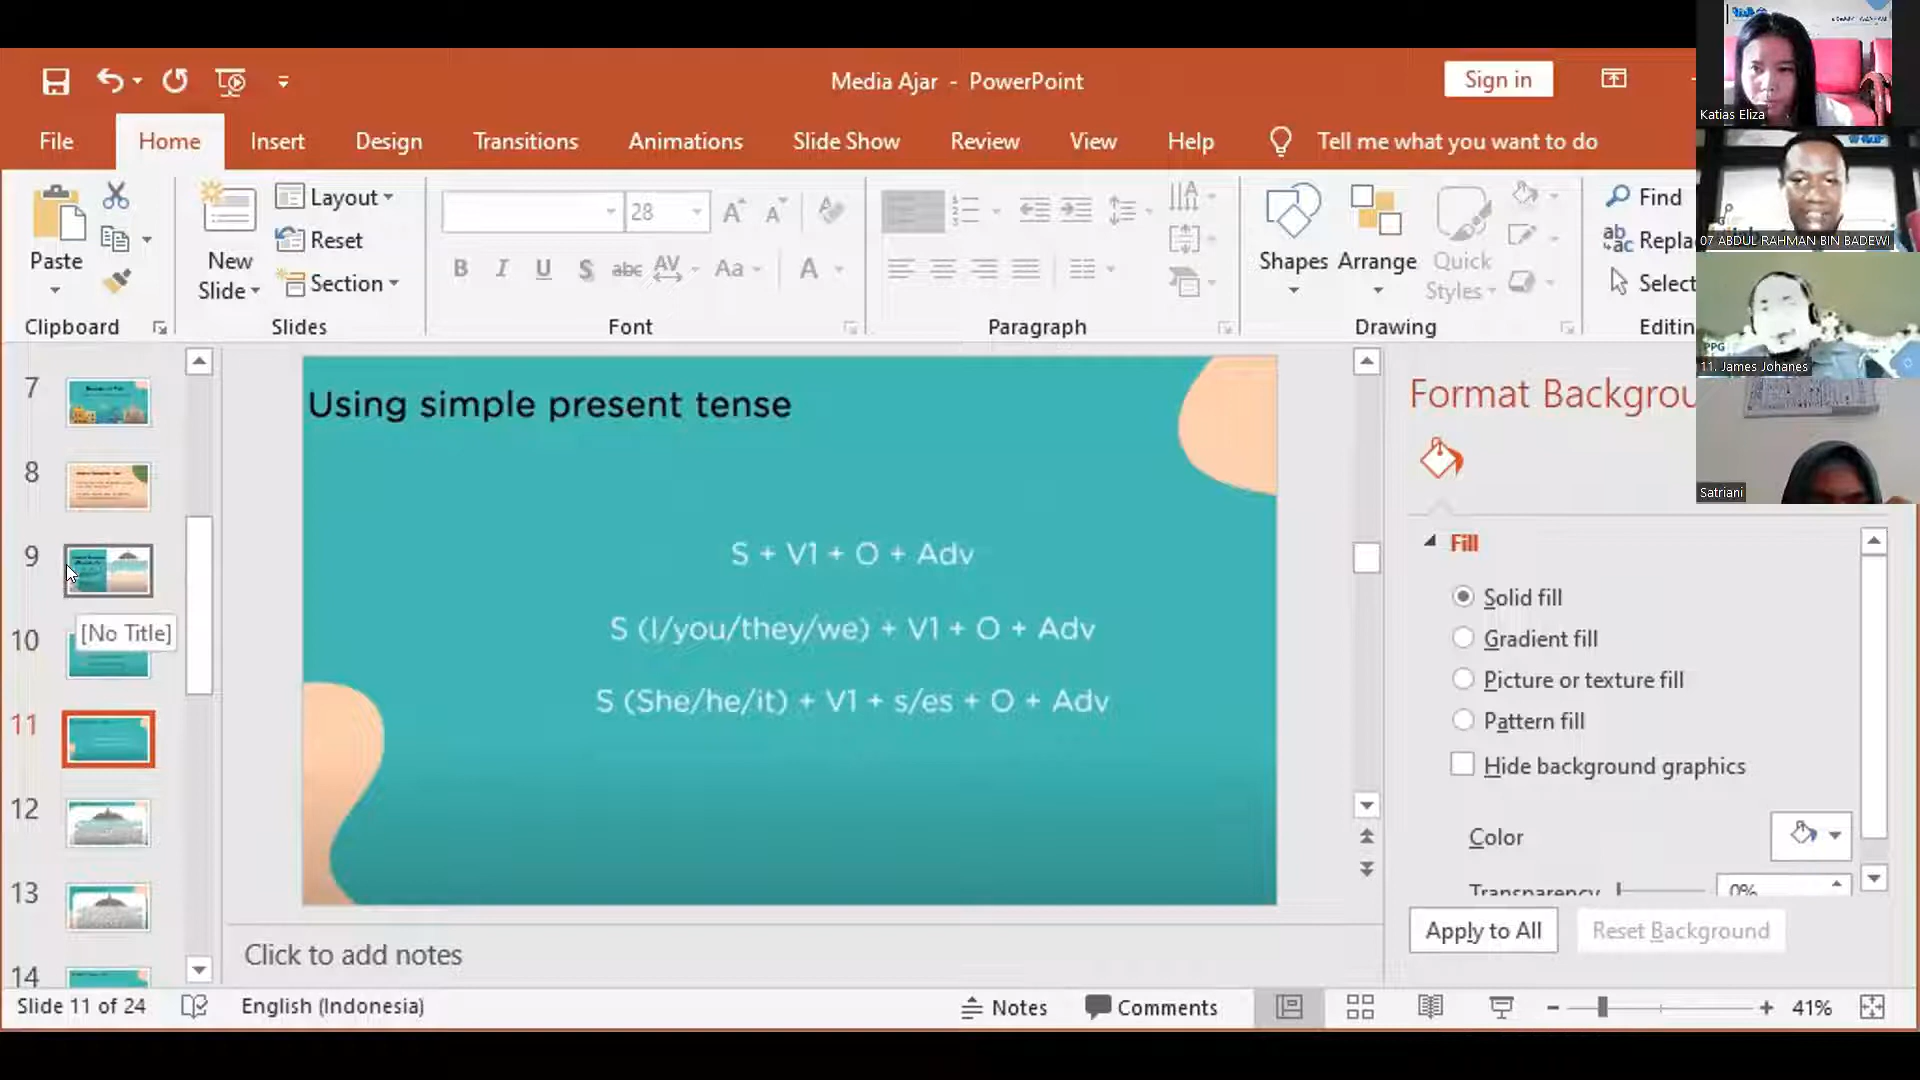 Media Ajar - PowerPoint
Sign in
File
Home
Insert
Design
Transitions
Animations
Slide Show
Review
View
Help
Tell me what you want to do
Paste
Clipboard
New
Slide
Layout
Reset
Section
Slides
28
B I U S abc AV Aa A
Font
Paragraph
Shapes
Arrange
Quick
Styles
Drawing
Find
Repla
Select
Editin
Katias Eliza
07 ABDUL RAHMAN BIN BADEWI
PPG
11. James Johanes
Satriani
7
8
9
[No Title]
10
11
12
13
14
Using simple present tense
S + V1 + O + Adv
S (I/you/they/we) + V1 + O + Adv
S (She/he/it) + V1 + s/es + O + Adv
Click to add notes
Format Backgrou
Fill
Solid fill
Gradient fill
Picture or texture fill
Pattern fill
Hide background graphics
Color
Transparency
0%
Apply to All
Reset Background
Slide 11 of 24
English (Indonesia)
Notes
Comments
41%